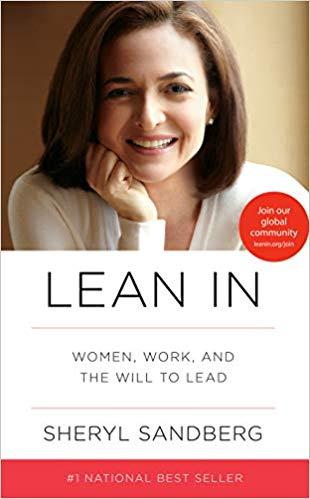 Join our
global
community
leanin.org/join
LEAN IN
WOMEN, WORK, AND
THE WILL TO LEAD
SHERYL SANDBERG
#1 NATIONAL BEST SELLER